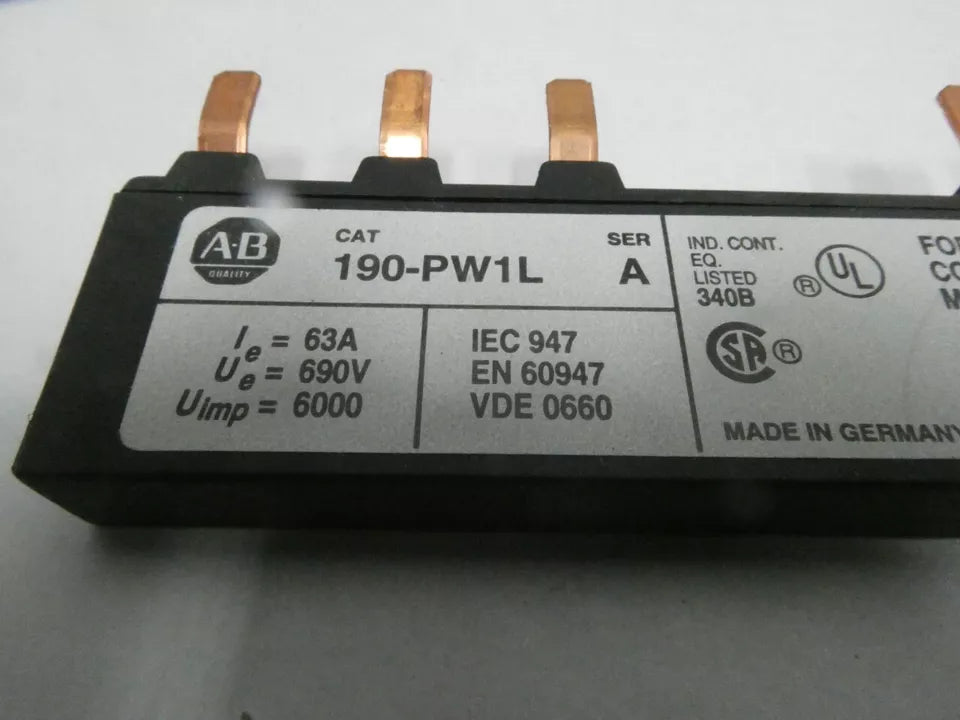 A-B
QUALITY
CAT
190-PW1L
SER
A
Ie = 63A
Ue = 690V
Uimp = 6000
IEC 947
EN 60947
VDE 0660
IND. CONT.
EQ.
LISTED
340B
®
UL
SA ®
MADE IN GERMANY